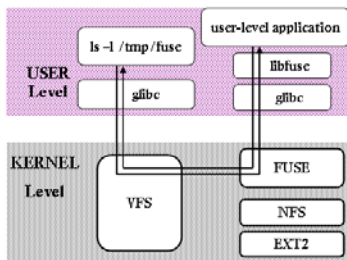 ls -l /tmp/fuse
user-level application
libfuse
USER
Level
glibc
glibc
KERNEL
Level
VFS
FUSE
NFS
EXT2